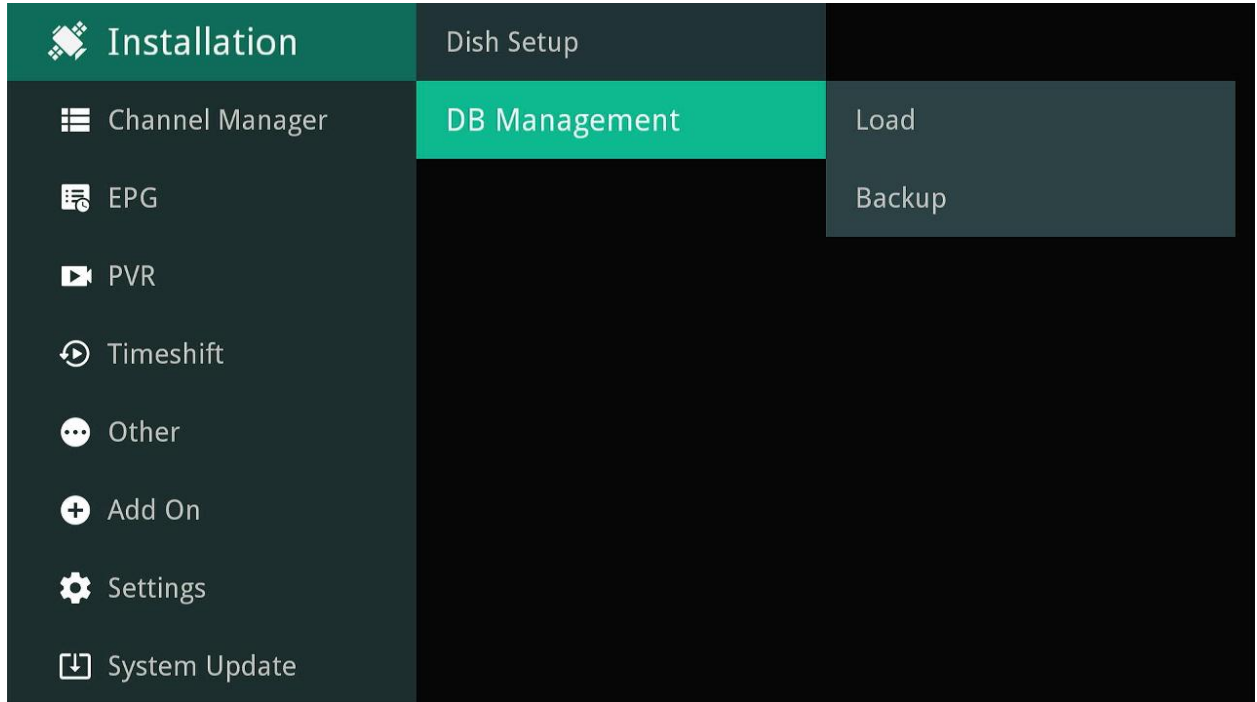 Installation
Dish Setup
Channel Manager
DB Management
Load
EPG
Backup
PVR
Timeshift
Other
Add On
Settings
System Update